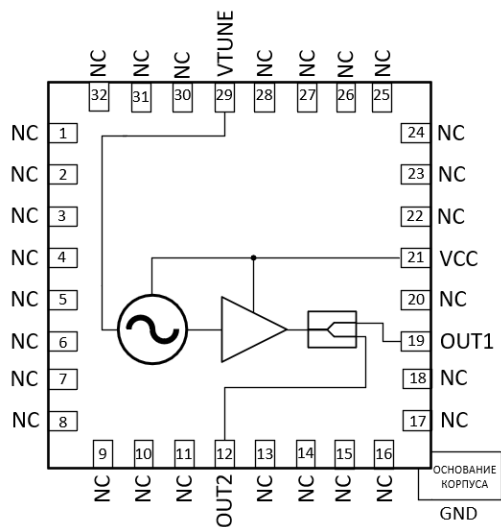 NC NC NC VTUNE NC NC NC NC
32 31 30 29 28 27 26 25
NC 1
NC 2
NC 3
NC 4
NC 5
NC 6
NC 7
NC 8
24 NC
23 NC
22 NC
21 VCC
20 NC
19 OUT1
18 NC
17 NC
9 10 11 12 13 14 15 16
NC NC NC OUT2 NC NC NC NC
ОСНОВАНИЕ
КОРПУСА
GND